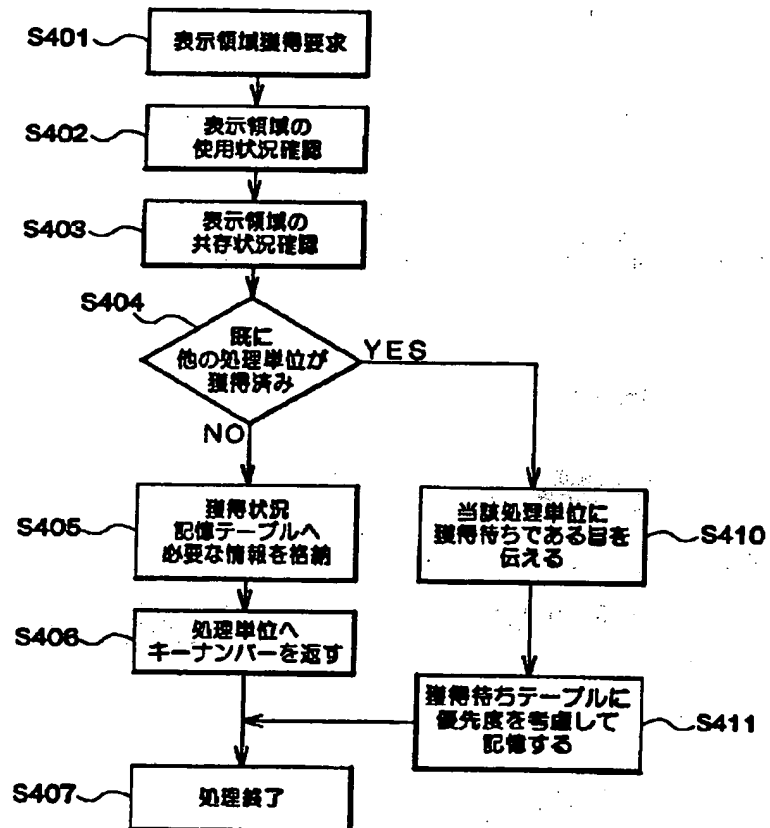 S401
表示領域獲得要求
S402
表示領域の
使用状況確認
S403
表示領域の
共存状況確認
S404
既に
他の処理単位が
獲得済み
YES
NO
S405
獲得状況
記憶テーブルへ
必要な情報を格納
S406
処理単位へ
キーナンバーを返す
当該処理単位に
獲得待ちである旨を
伝える
S410
獲得待ちテーブルに
優先度を考慮して
記憶する
S411
S407
処理終了